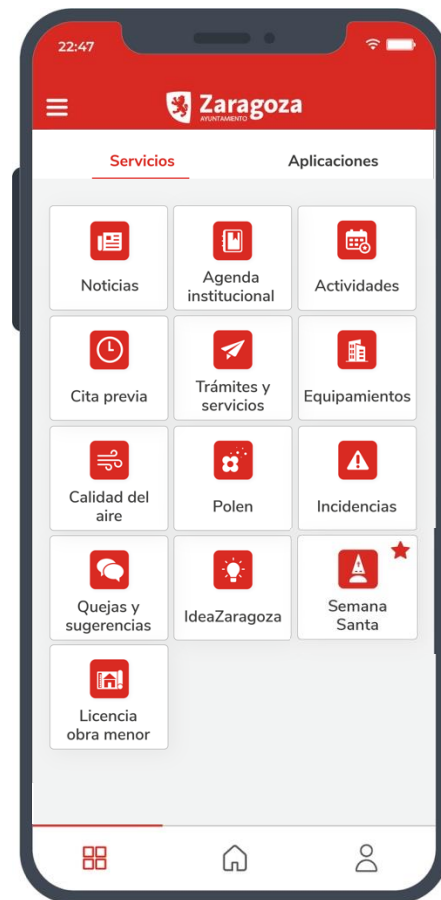 22:47
Zaragoza
AYUNTAMIENTO
Servicios
Aplicaciones
Noticias
Agenda
institucional
Actividades
Cita previa
Trámites y
servicios
Equipamientos
Calidad del
aire
Polen
Incidencias
Quejas y
sugerencias
IdeaZaragoza
Semana
Santa
Licencia
obra menor